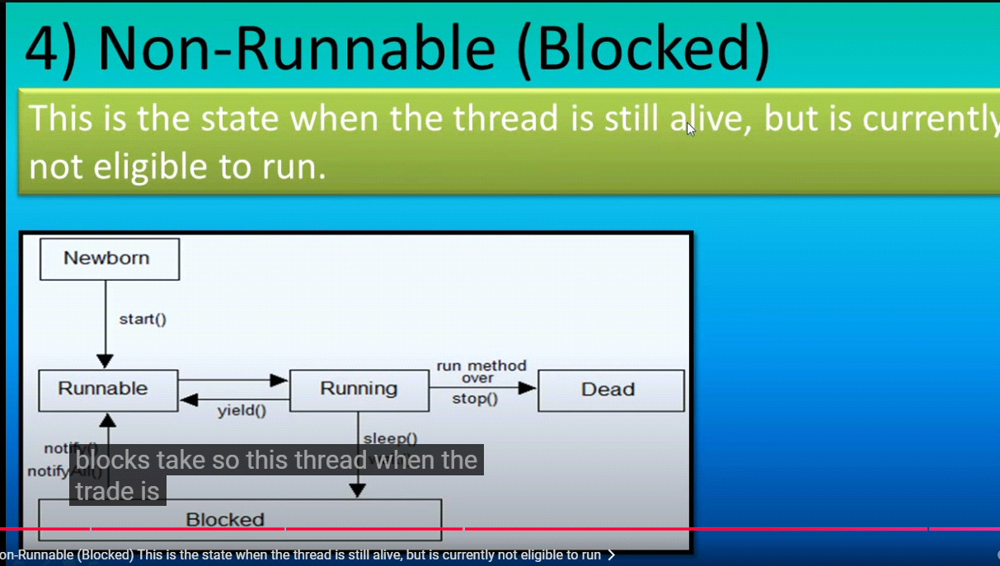 4) Non-Runnable (Blocked)
This is the state when the thread is still alive, but is currently
not eligible to run.
Newborn
start()
run method
over
Runnable
Running
Dead
yield()
stop()
sleep()
notify()
notifyAll()
blocks take so this thread when the
trade is
Blocked
on-Runnable (Blocked) This is the state when the thread is still alive, but is currently not eligible to run